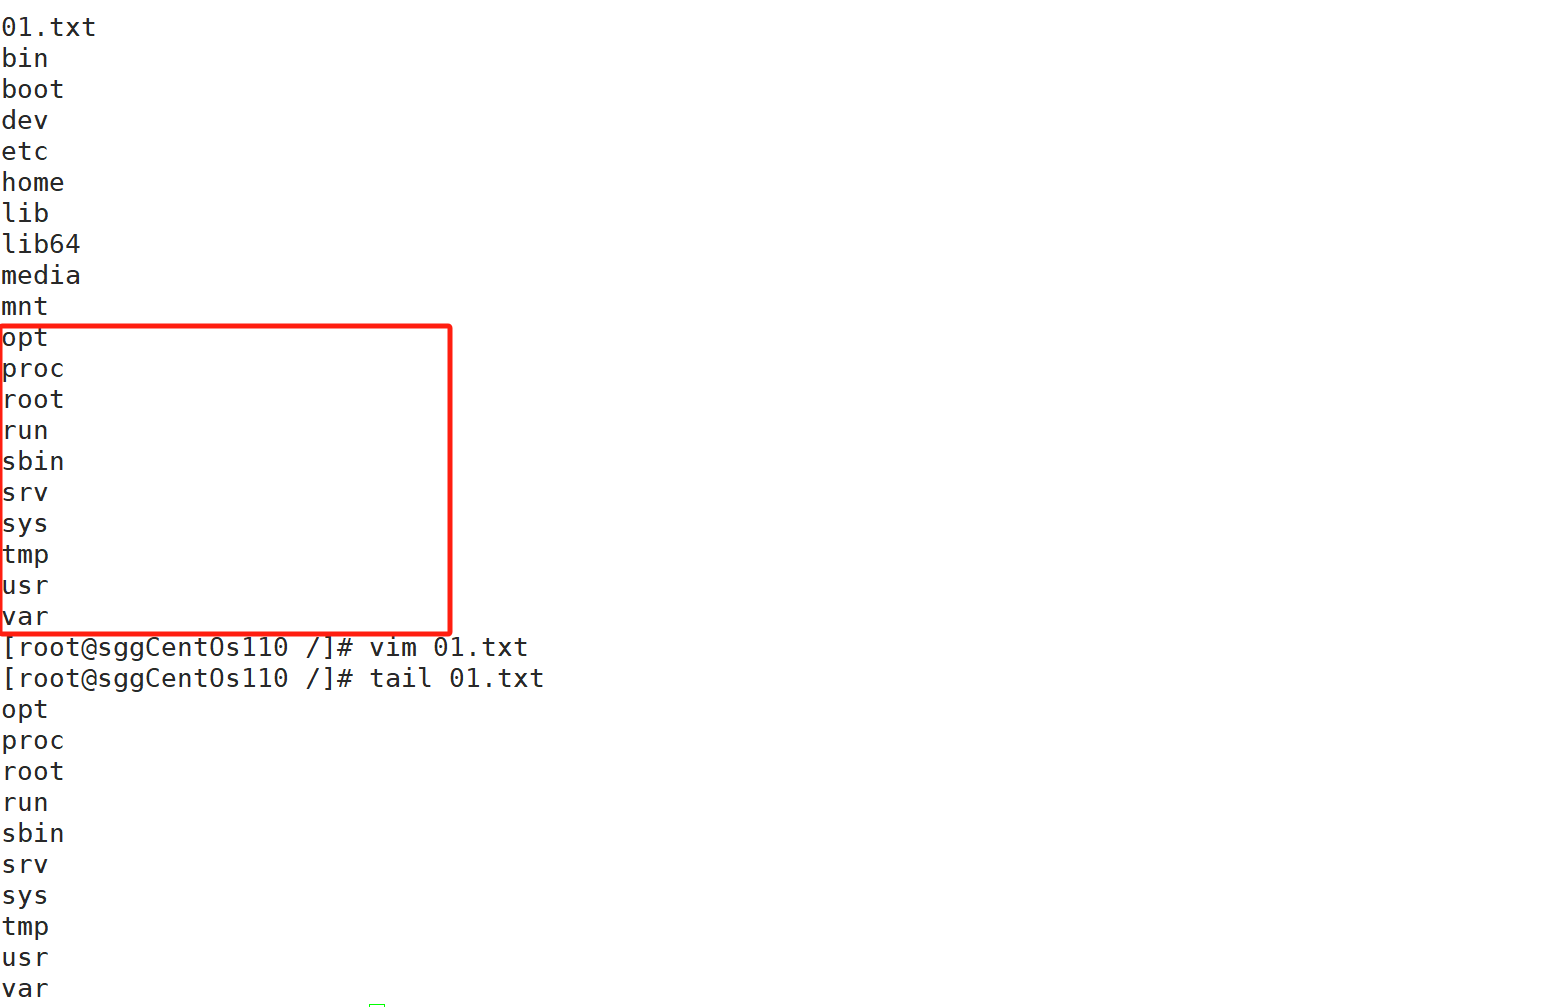 01.txt
bin
boot
dev
etc
home
lib
lib64
media
mnt
opt
proc
root
run
sbin
srv
sys
tmp
usr
var
[root@sggCentOs110 /]# vim 01.txt
[root@sggCentOs110 /]# tail 01.txt
opt
proc
root
run
sbin
srv
sys
tmp
usr
var